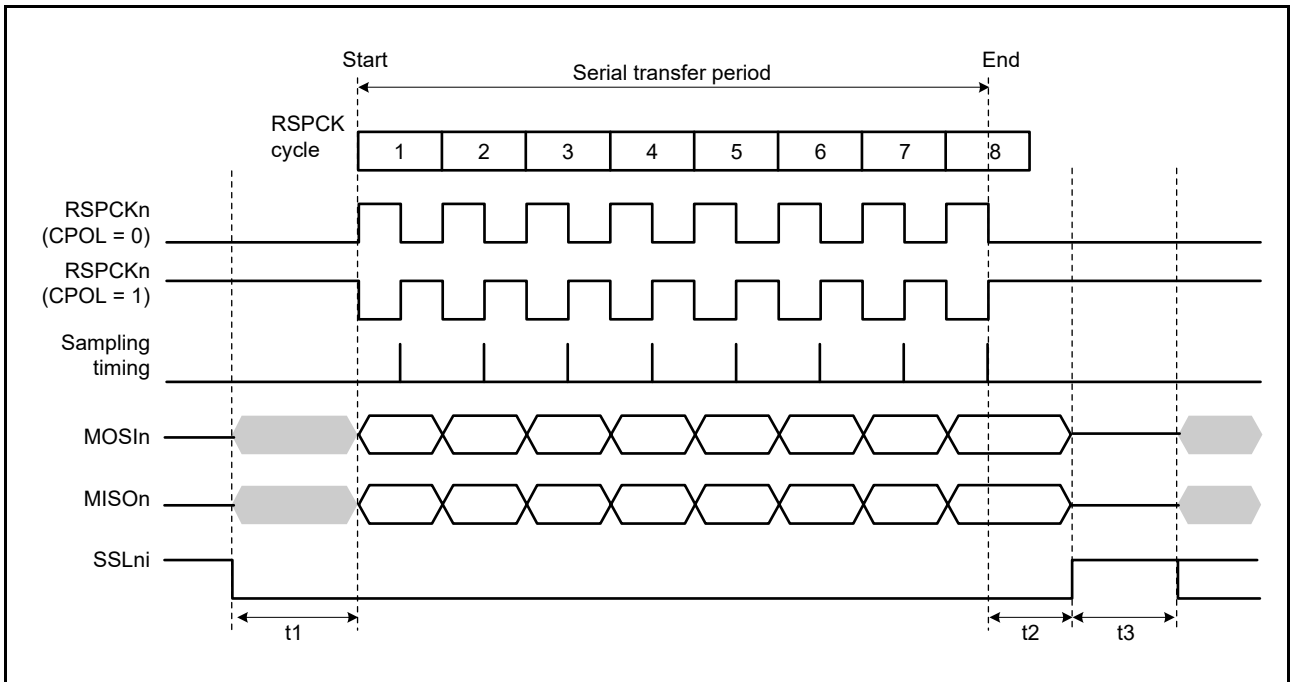 Start
End
Serial transfer period
RSPCK
cycle
1 2 3 4 5 6 7 8
RSPCKn
(CPOL = 0)
RSPCKn
(CPOL = 1)
Sampling
timing
MOSIn
MISOn
SSLni
t1
t2
t3